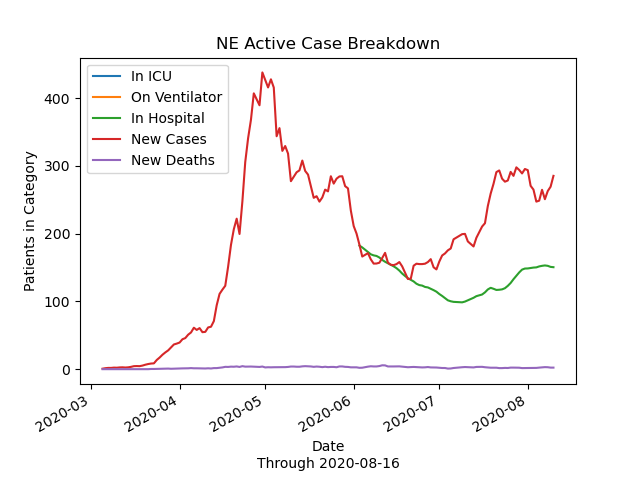 NE Active Case Breakdown
In ICU
On Ventilator
In Hospital
New Cases
New Deaths
Patients in Category
400
300
200
100
0
2020-03
2020-04
2020-05
2020-06
2020-07
2020-08
Date
Through 2020-08-16